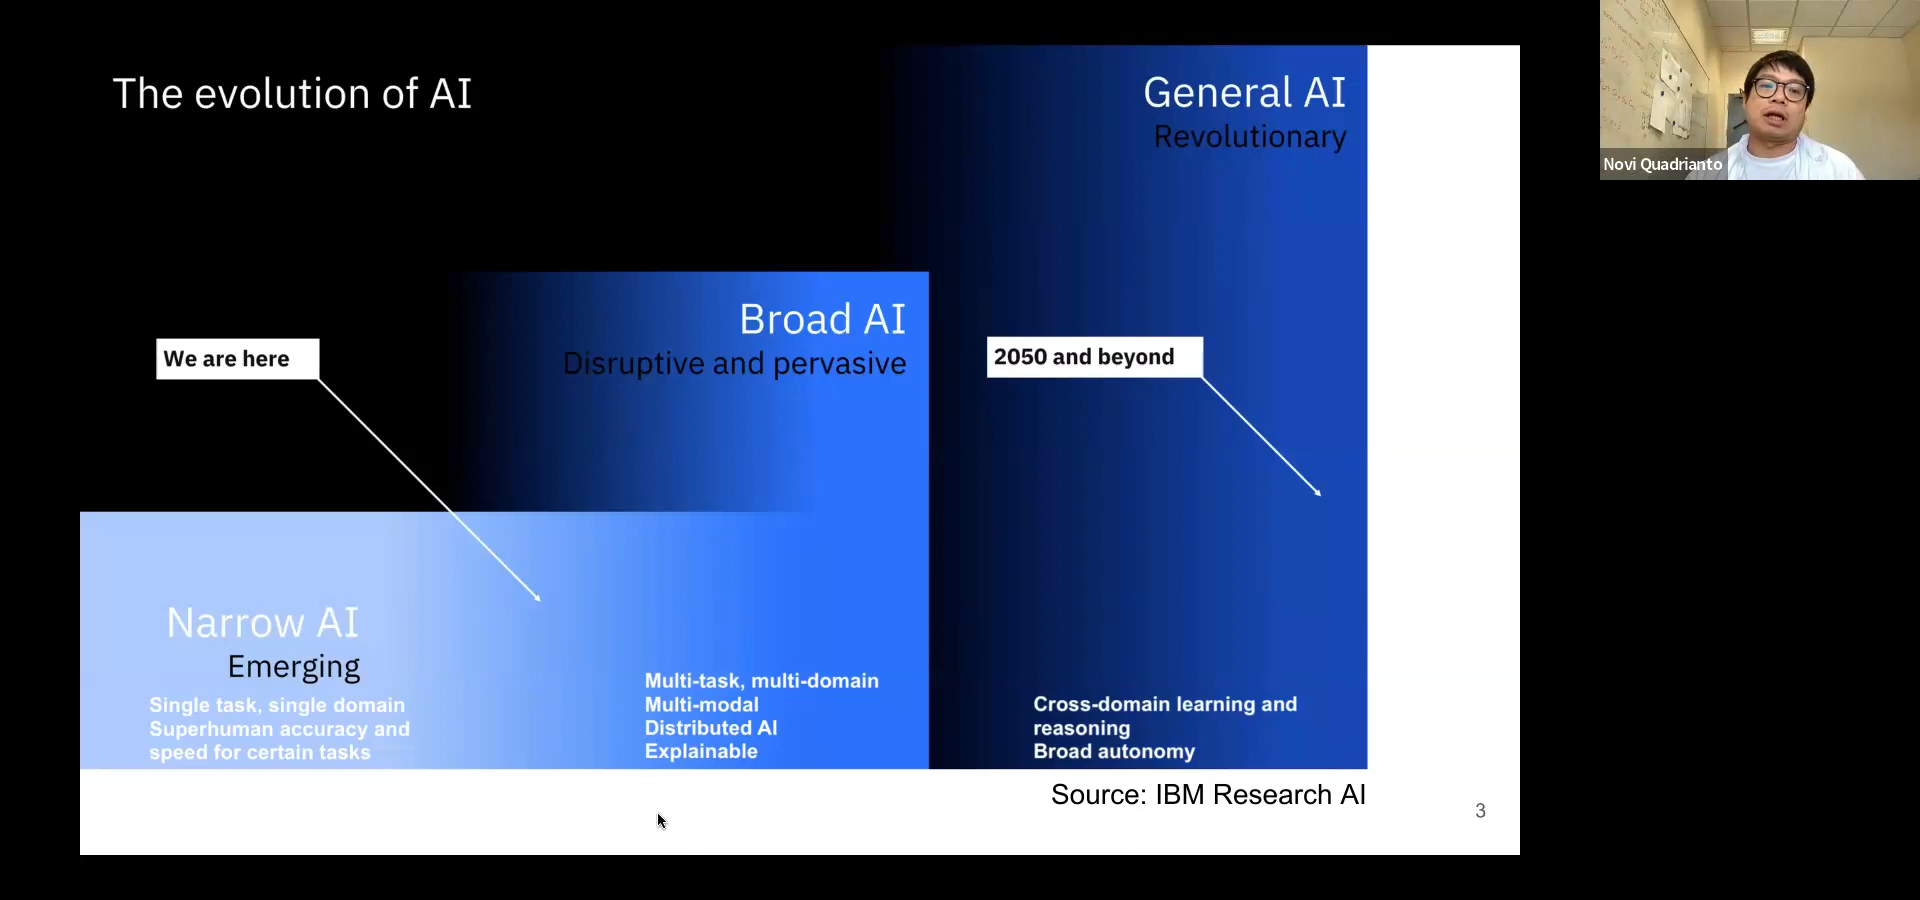 The evolution of AI
General AI
Revolutionary
Broad AI
Disruptive and pervasive
We are here
2050 and beyond
Narrow AI
Emerging
Single task, single domain
Superhuman accuracy and
speed for certain tasks
Multi-task, multi-domain
Multi-modal
Distributed AI
Explainable
Cross-domain learning and
reasoning
Broad autonomy
Source: IBM Research AI
3
Novi Quadrianto